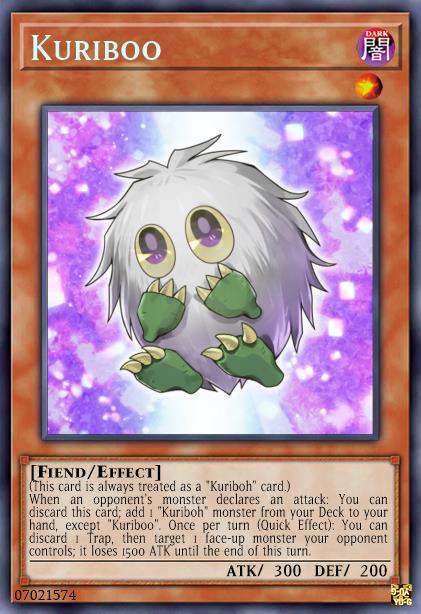 KURIBOO
DARK
闇
[FIEND/EFFECT]
(This card is always treated as a "Kuriboh" card.)
When an opponent's monster declares an attack: You can
discard this card; add 1 "Kuriboh" monster from your Deck to your
hand, except "Kuriboo". Once per turn (Quick Effect): You can
discard 1 Trap, then target 1 face-up monster your opponent
controls; it loses 1500 ATK until the end of this turn.
ATK/ 300 DEF/ 200
07021574